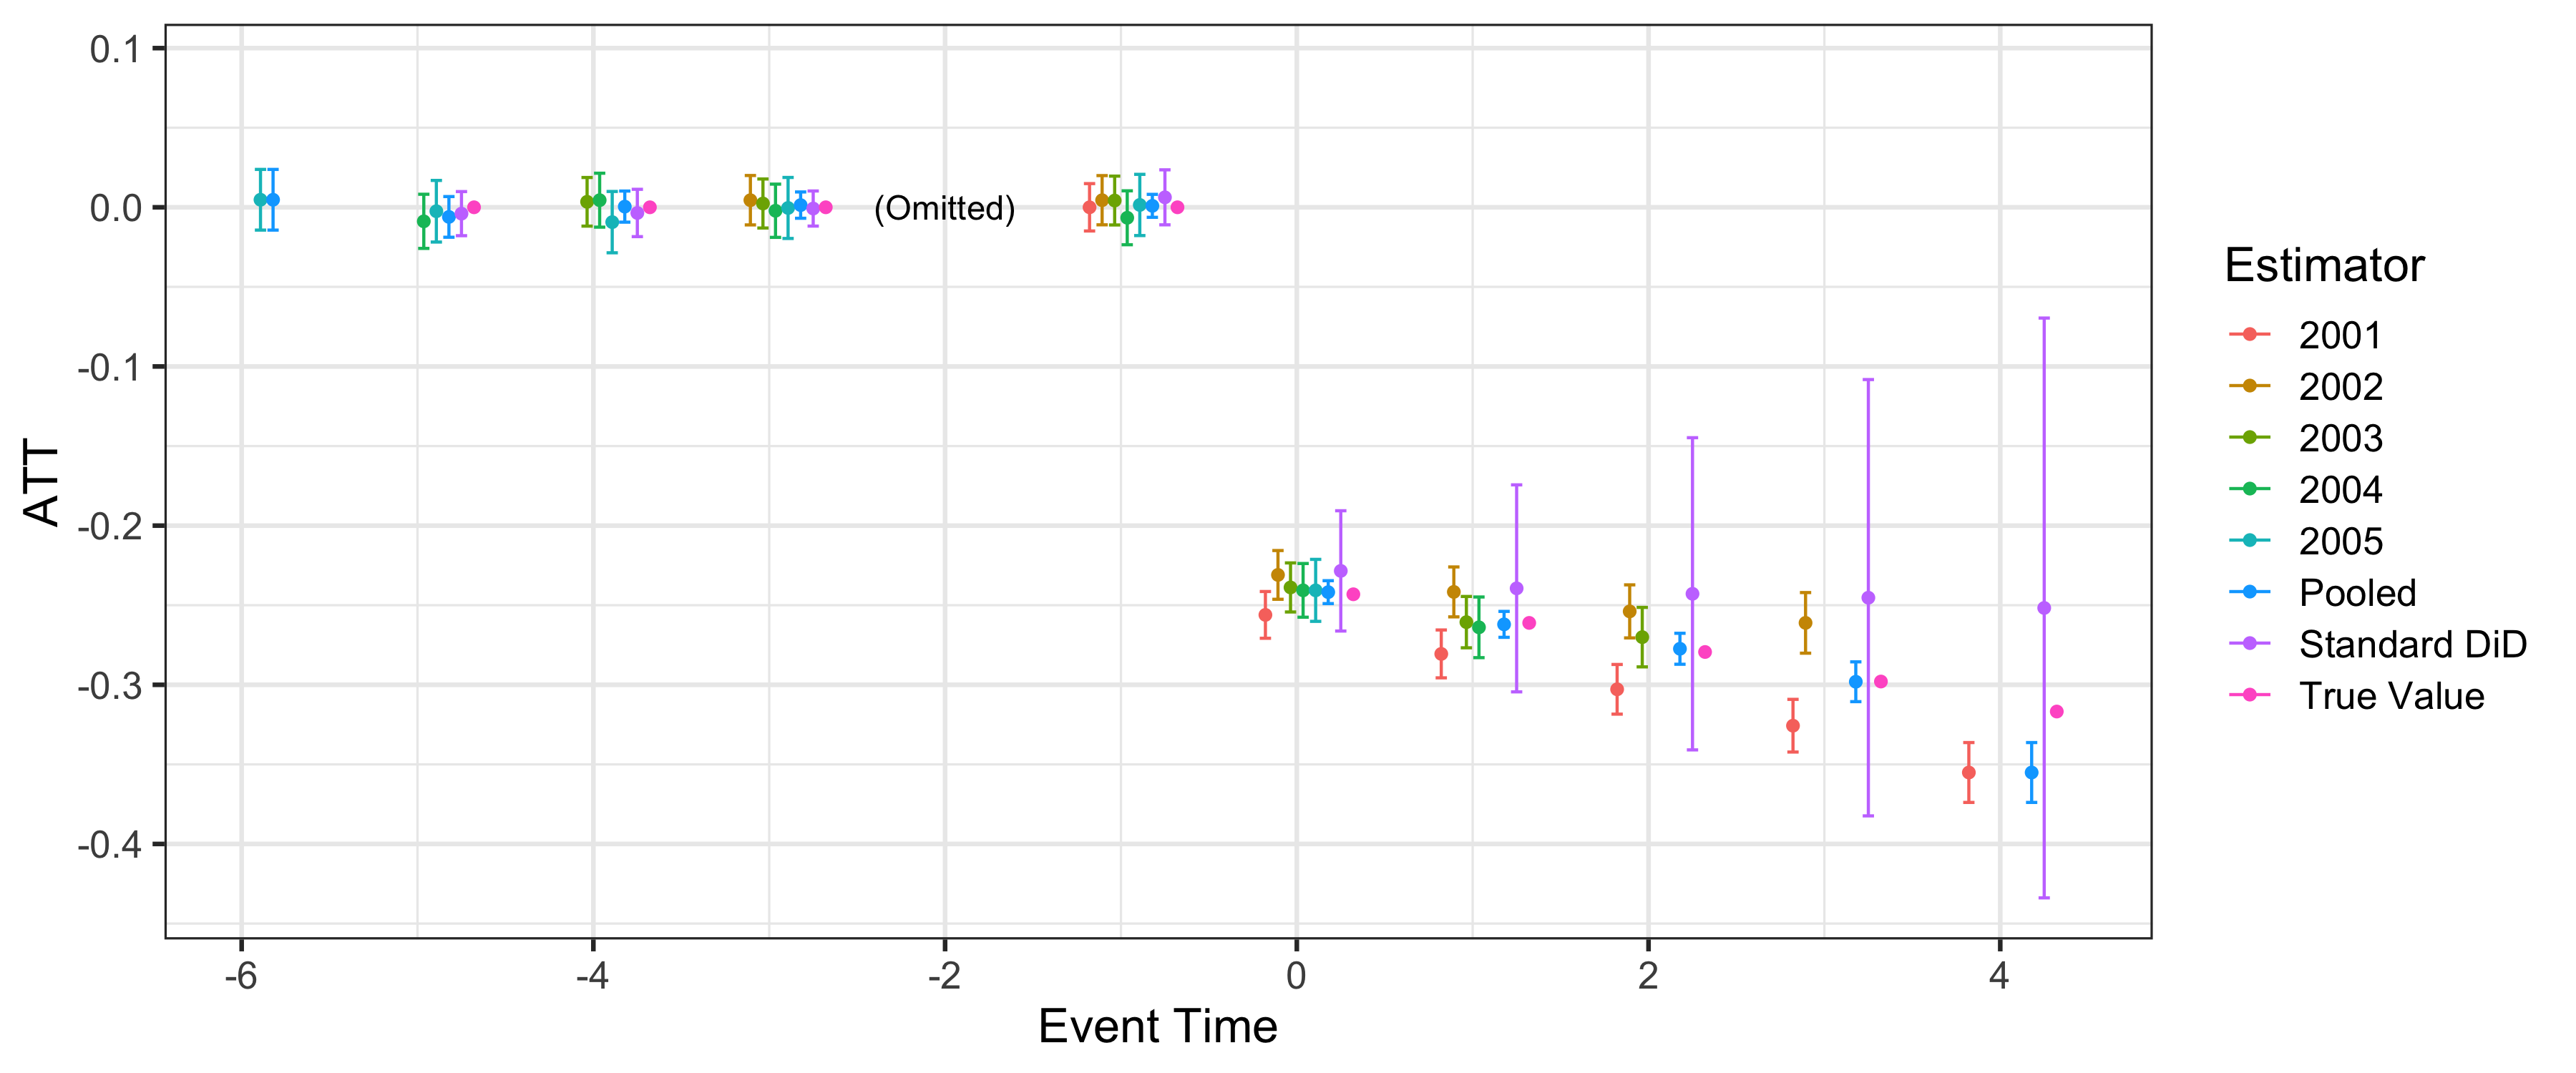 0.1
0.0
-0.1
-0.2
-0.3
-0.4
ATT
(Omitted)
-6
-4
-2
0
2
4
Event Time
Estimator
2001
2002
2003
2004
2005
Pooled
Standard DiD
True Value